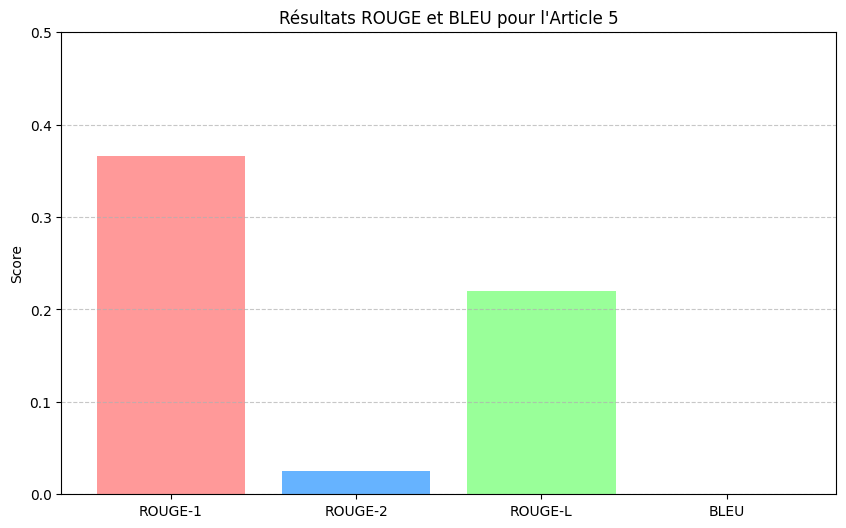 Résultats ROUGE et BLEU pour l'Article 5
0.5
0.4
0.3
0.2
0.1
0.0
Score
ROUGE-1 ROUGE-2 ROUGE-L BLEU